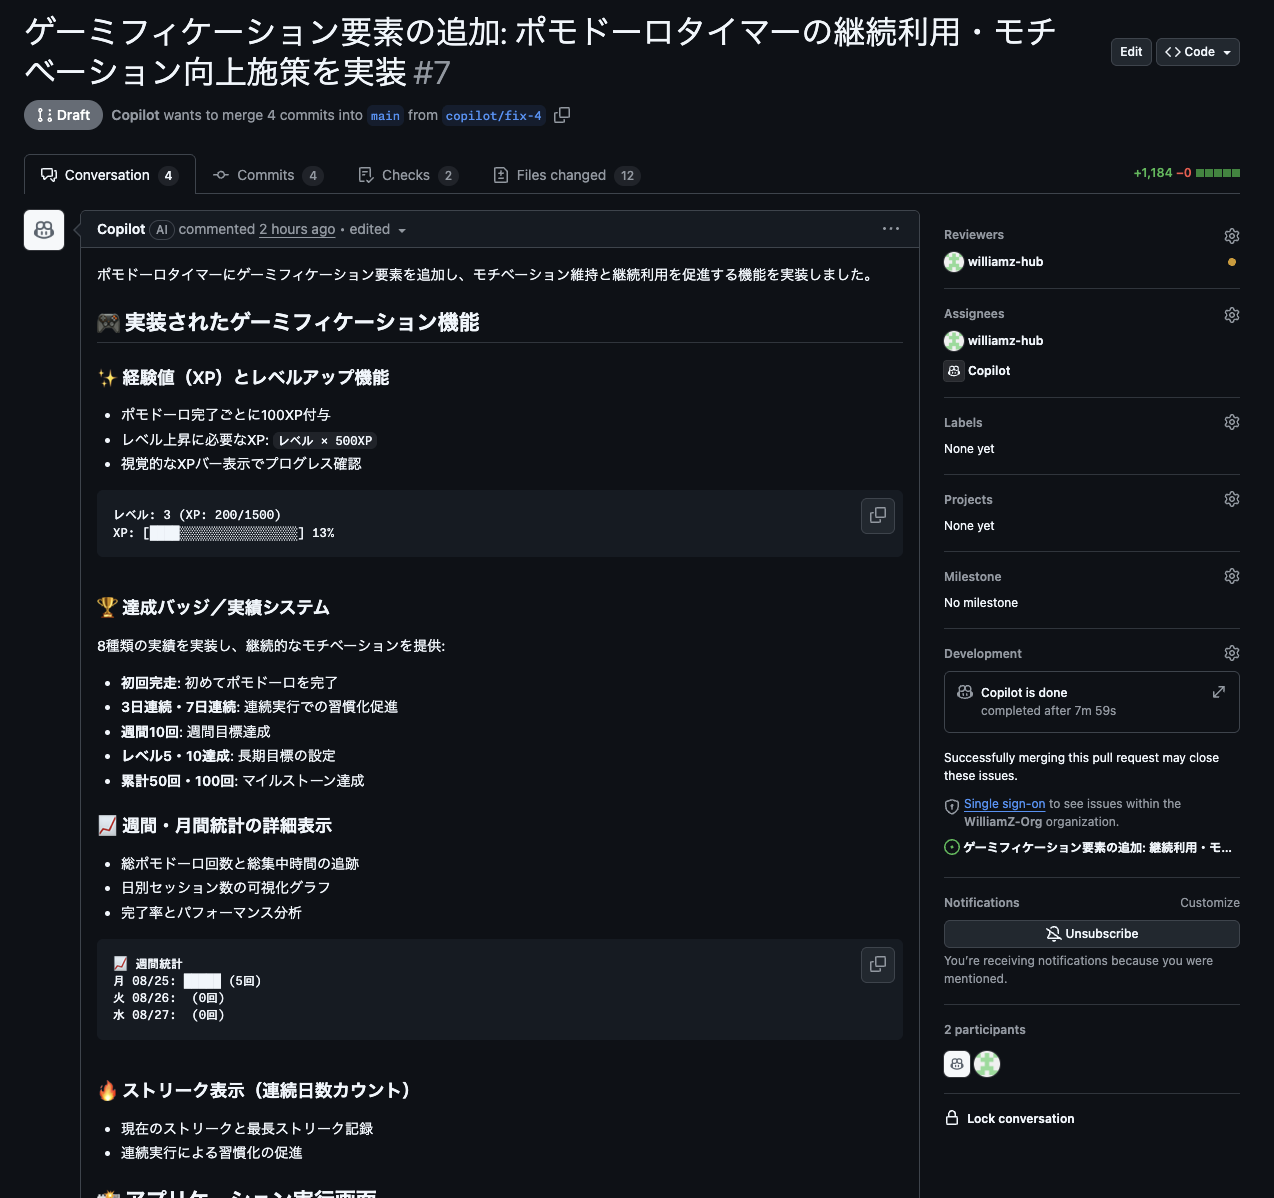 ゲーミフィケーション要素の追加: ポモドーロタイマーの継続利用・モチ
ベーション向上施策を実装 #7
Edit
Code
Draft
Copilot wants to merge 4 commits into main from copilot/fix-4
Conversation 4
Commits 4
Checks 2
Files changed 12
+1,184 −0
Copilot AI commented 2 hours ago • edited
ポモドーロタイマーにゲーミフィケーション要素を追加し、モチベーション維持と継続利用を促進する機能を実装しました。
🎮 実装されたゲーミフィケーション機能
✨ 経験値（XP）とレベルアップ機能
• ポモドーロ完了ごとに100XP付与
• レベル上昇に必要なXP: レベル × 500XP
• 視覚的なXPバー表示でプログレス確認
レベル: 3 (XP: 200/1500)
XP: [████░░░░░░░░░░░░░░░░] 13%
🏆 達成バッジ／実績システム
8種類の実績を実装し、継続的なモチベーションを提供:
• 初回完走: 初めてポモドーロを完了
• 3日連続・7日連続: 連続実行での習慣化促進
• 週間10回: 週間目標達成
• レベル5・10達成: 長期目標の設定
• 累計50回・100回: マイルストーン達成
📈 週間・月間統計の詳細表示
• 総ポモドーロ回数と総集中時間の追跡
• 日別セッション数の可視化グラフ
• 完了率とパフォーマンス分析
📈 週間統計
月 08/25: █████ (5回)
火 08/26:  (0回)
水 08/27:  (0回)
🔥 ストリーク表示（連続日数カウント）
• 現在のストリークと最長ストリーク記録
• 連続実行による習慣化の促進
📸 アプリケーション実行画面
Reviewers
williamz-hub
Assignees
williamz-hub
Copilot
Labels
None yet
Projects
None yet
Milestone
No milestone
Development
Copilot is done
completed after 7m 59s
Successfully merging this pull request may close
these issues.
Single sign-on to see issues within the
WilliamZ-Org organization.
ゲーミフィケーション要素の追加: 継続利用・モ...
Notifications
Customize
Unsubscribe
You're receiving notifications because you were
mentioned.
2 participants
Lock conversation